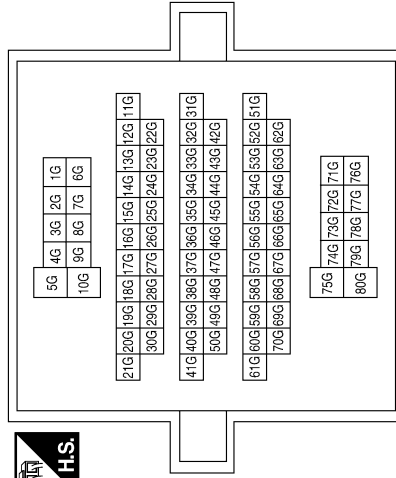 5G 4G 3G 2G 1G
10G 9G 8G 7G 6G
21G 20G 19G 18G 17G 16G 15G 14G 13G 12G 11G
30G 29G 28G 27G 26G 25G 24G 23G 22G
41G 40G 39G 38G 37G 36G 35G 34G 33G 32G 31G
50G 49G 48G 47G 46G 45G 44G 43G 42G
61G 60G 59G 58G 57G 56G 55G 54G 53G 52G 51G
70G 69G 68G 67G 66G 65G 64G 63G 62G
75G 74G 73G 72G 71G
80G 79G 78G 77G 76G
H.S.